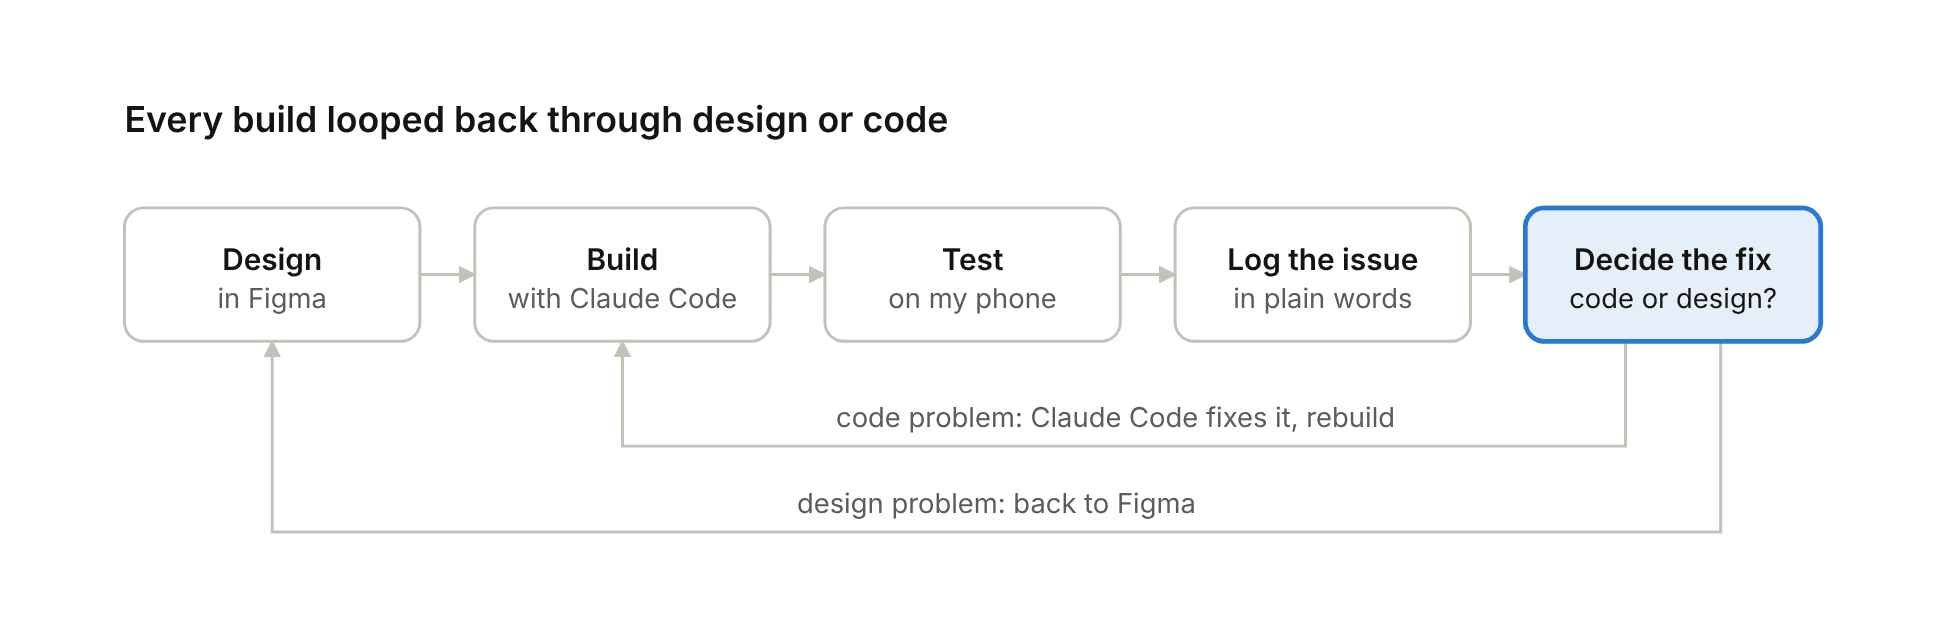 Every build looped back through design or code
Design
in Figma
Build
with Claude Code
Test
on my phone
Log the issue
in plain words
Decide the fix
code or design?
code problem: Claude Code fixes it, rebuild
design problem: back to Figma